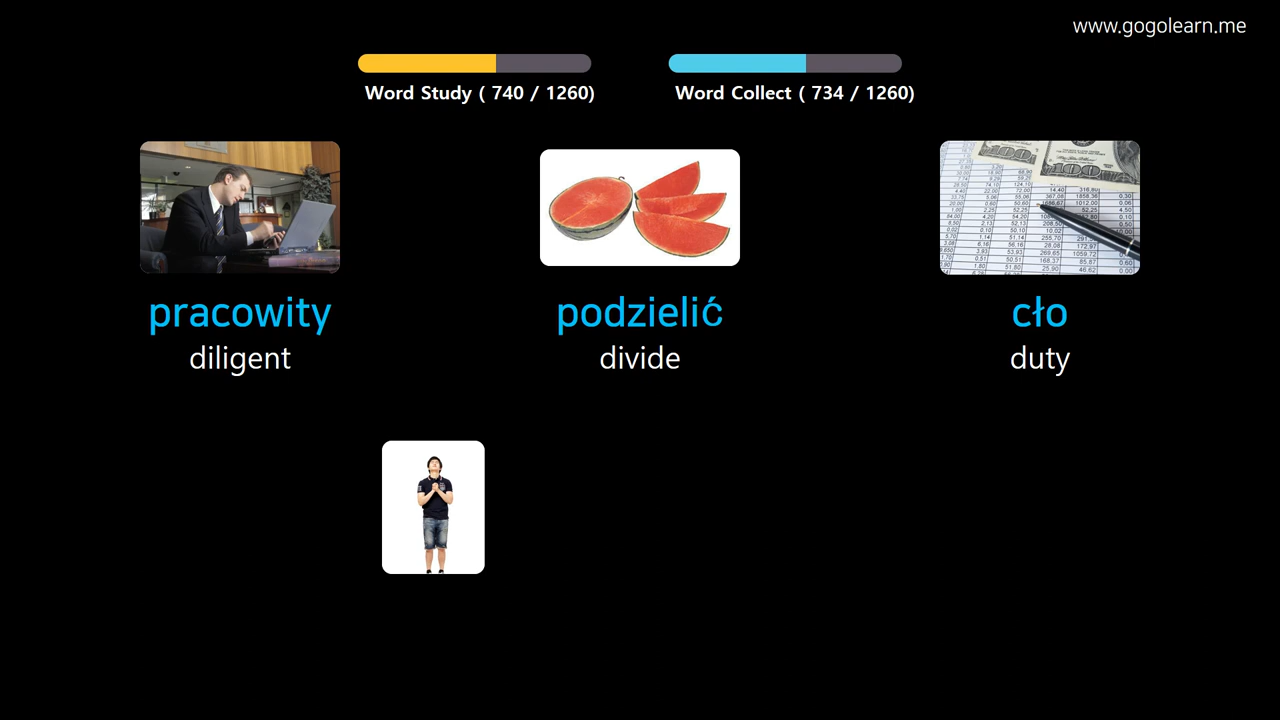 www.gogolearn.me
Word Study ( 740 / 1260)
Word Collect ( 734 / 1260)
pracowity
diligent
podzielić
divide
cło
duty